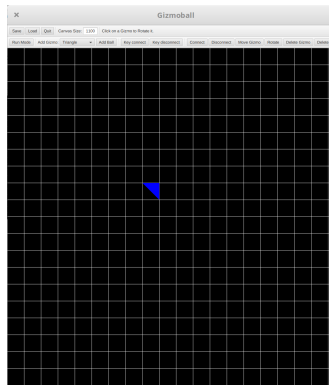 Gizmoball
Save Load Quit Canvas Size: 1100 Click on a Gizmo to Rotate it.
Run Mode Add Gizmo: Triangle Add Ball Key connect Key disconnect Connect Disconnect Move Gizmo Rotate Delete Gizmo Delete